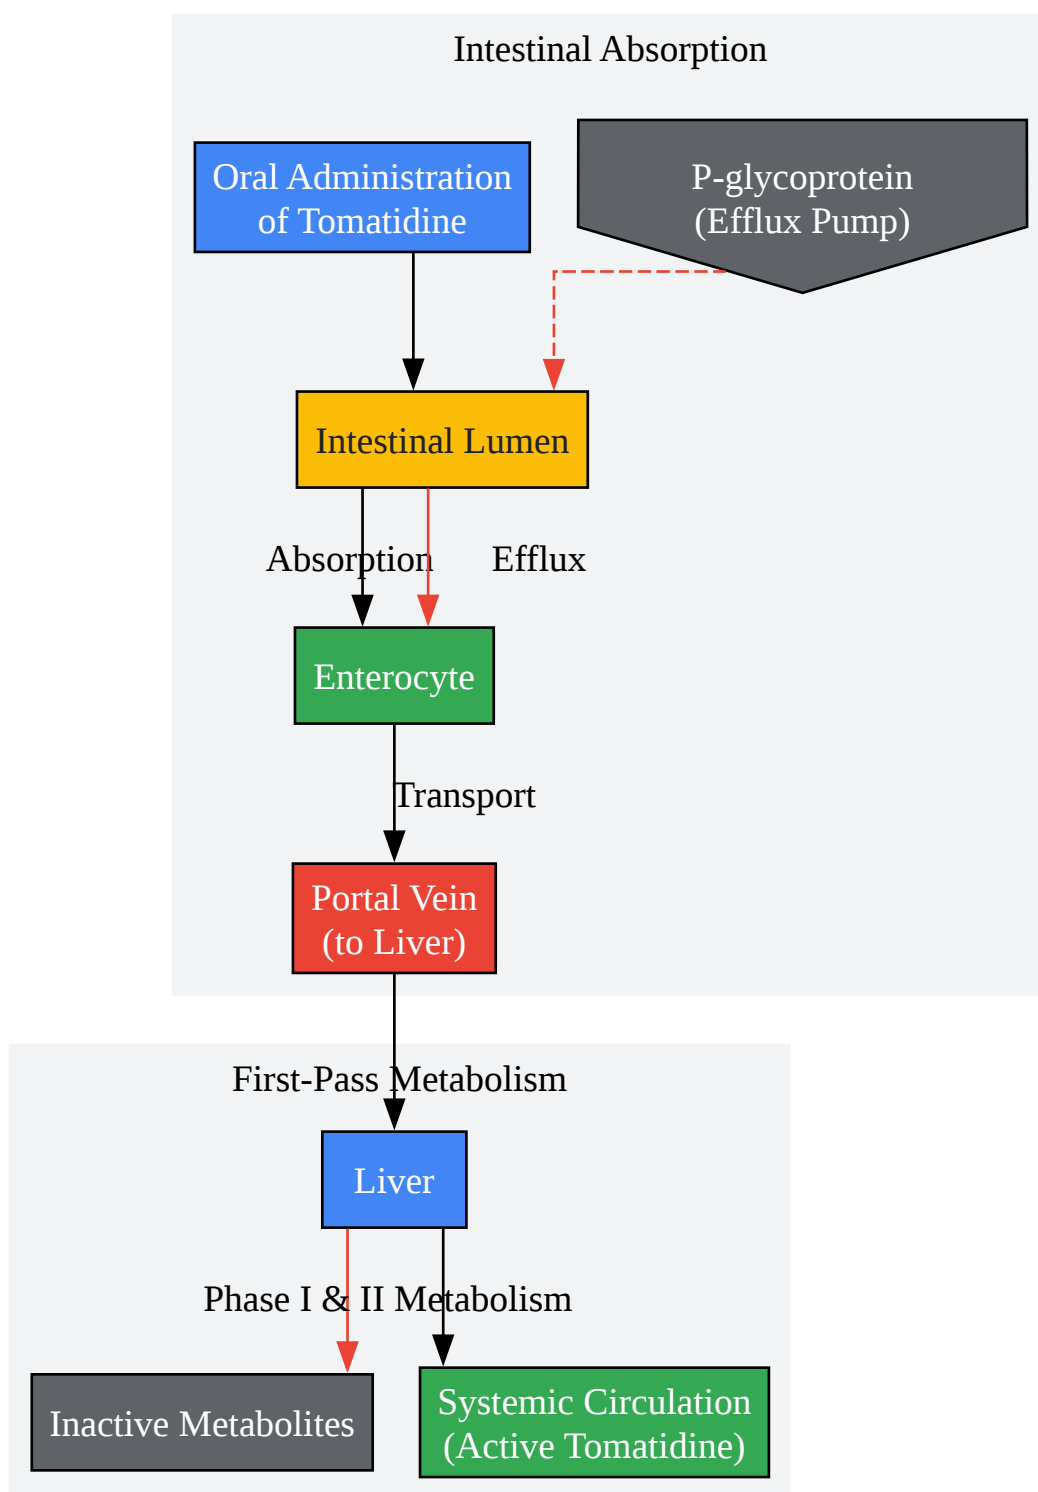 Intestinal Absorption
Oral Administration
of Tomatidine
P-glycoprotein
(Efflux Pump)
Intestinal Lumen
Absorption
Efflux
Enterocyte
Transport
Portal Vein
(to Liver)
First-Pass Metabolism
Liver
Phase I & II Metabolism
Inactive Metabolites
Systemic Circulation
(Active Tomatidine)